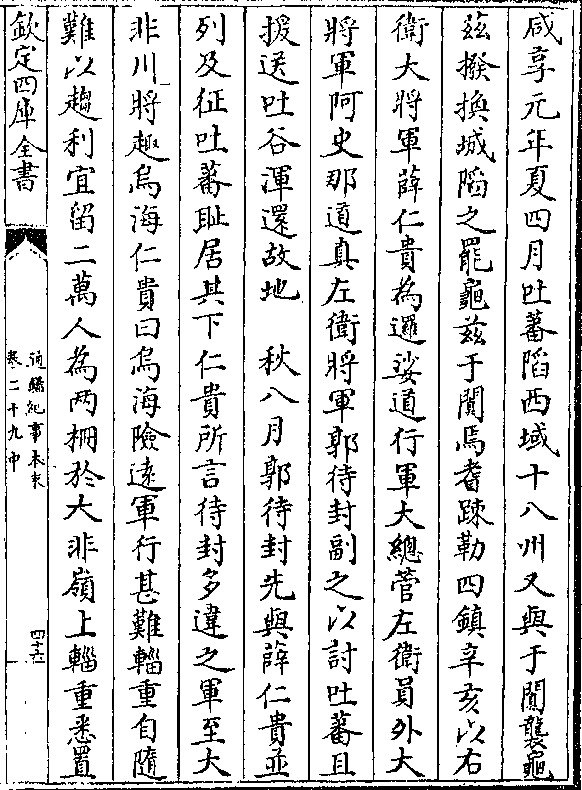 咸亨元年夏四月吐蕃陷西域十八州又與于闐襲龜
兹撥換城陷之罷龜兹于闐焉耆踈勒四鎮辛亥以右
衛大將軍薛仁貴為邏娑道行軍大總管左衛員外大
將軍阿史那道真左衛將軍郭待封副之以討吐蕃且
援送吐谷渾還故地　秋八月郭待封先與薛仁貴並
列及征吐蕃耻居其下仁貴所言待封多違之軍至大
非川將趣烏海仁貴曰烏海險逺軍行甚難輜重自隨
難以趨利宜留二萬人為两柵於大非嶺上輜重悉置
欽定四庫全書
通鑑紀事本末
卷二十九中
四十六